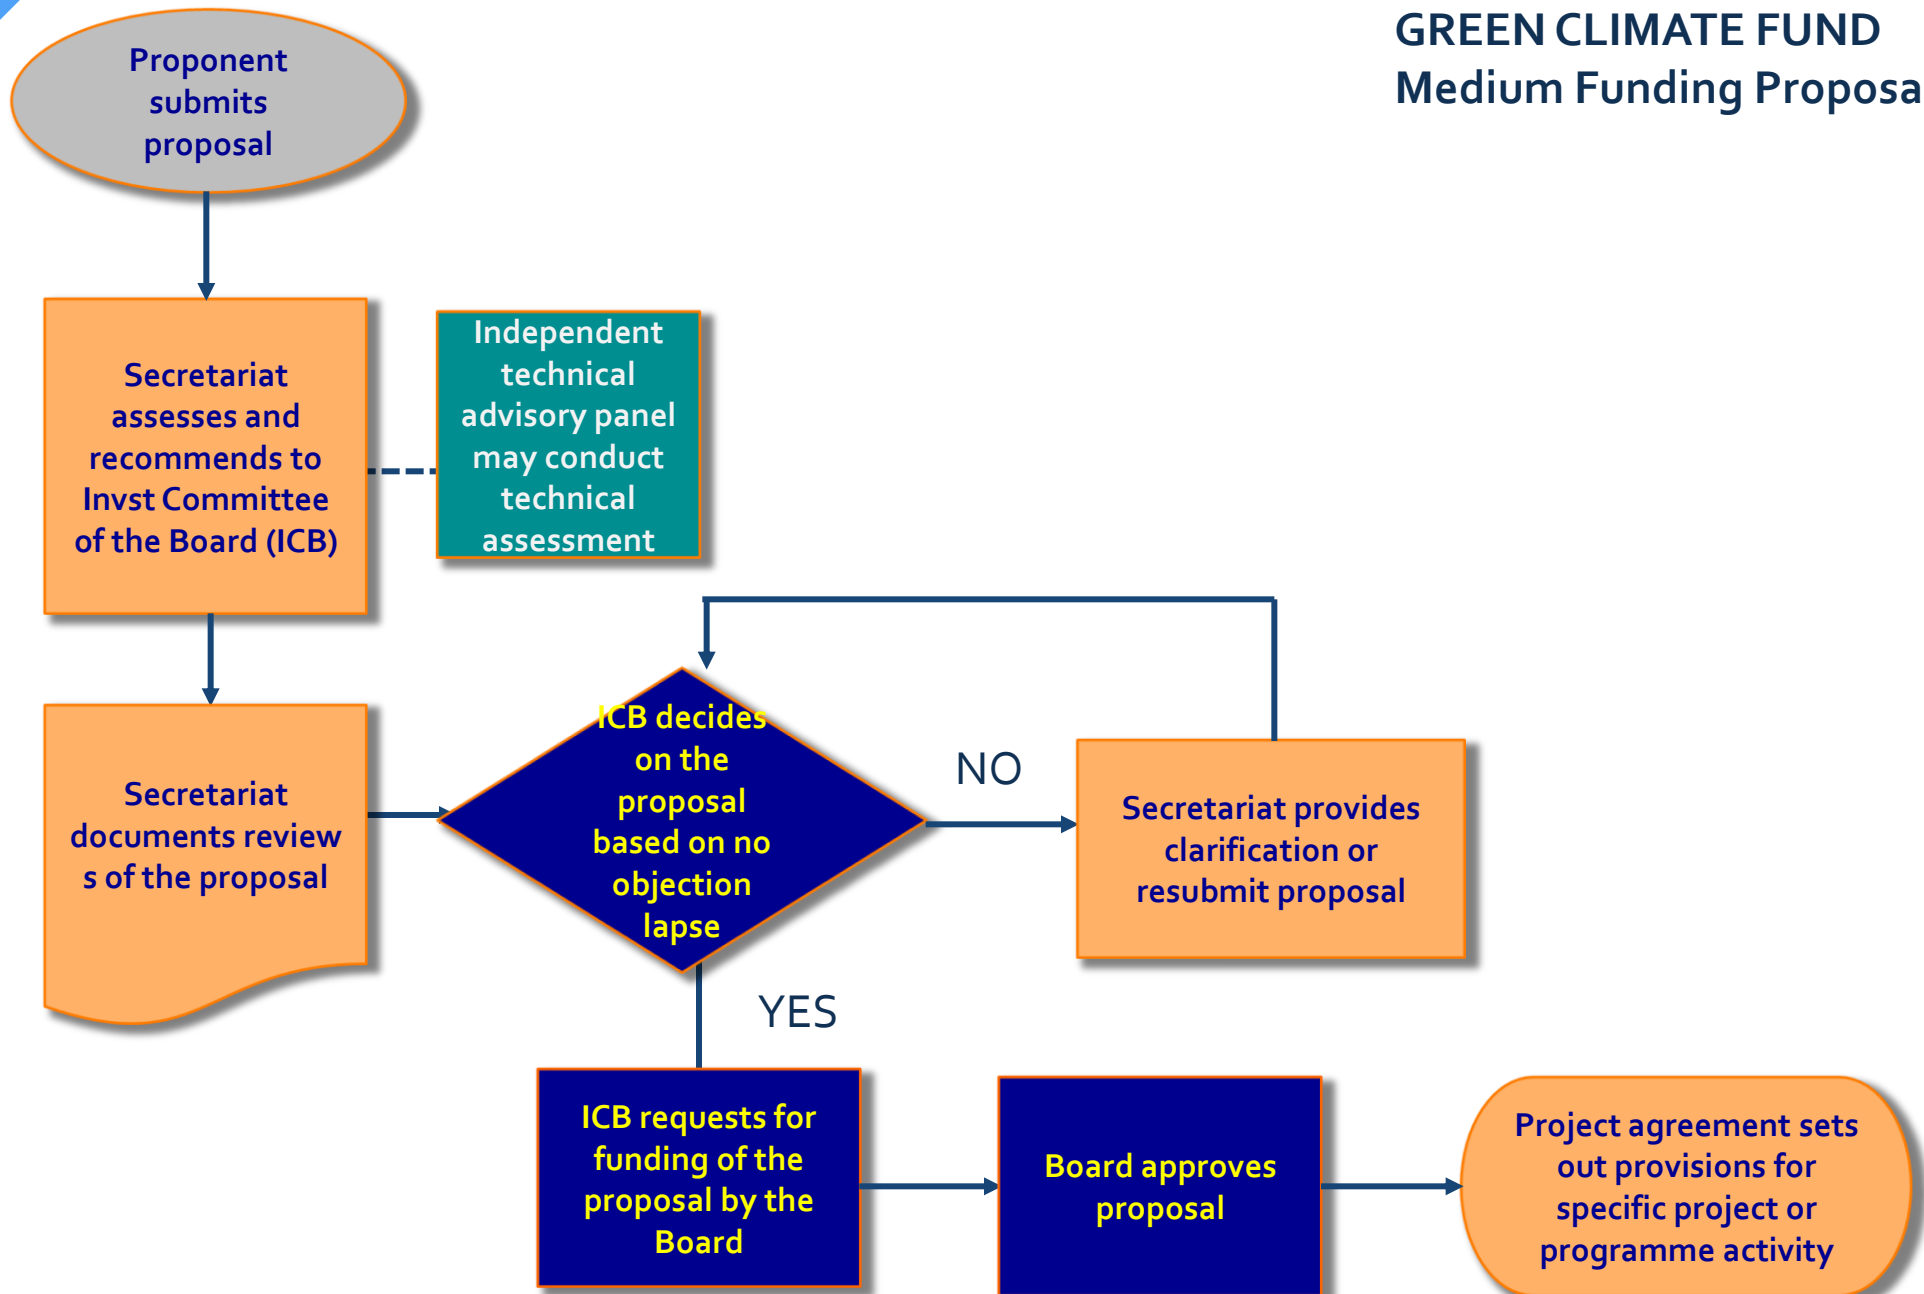 GREEN CLIMATE FUND
Medium Funding Proposa
Proponent
submits
proposal
Secretariat
assesses and
recommends to
Invst Committee
of the Board (ICB)
Independent
technical
advisory panel
may conduct
technical
assessment
Secretariat
documents review
s of the proposal
ICB decides
on the
proposal
based on no
objection
lapse
NO
Secretariat provides
clarification or
resubmit proposal
YES
ICB requests for
funding of the
proposal by the
Board
Board approves
proposal
Project agreement sets
out provisions for
specific project or
programme activity